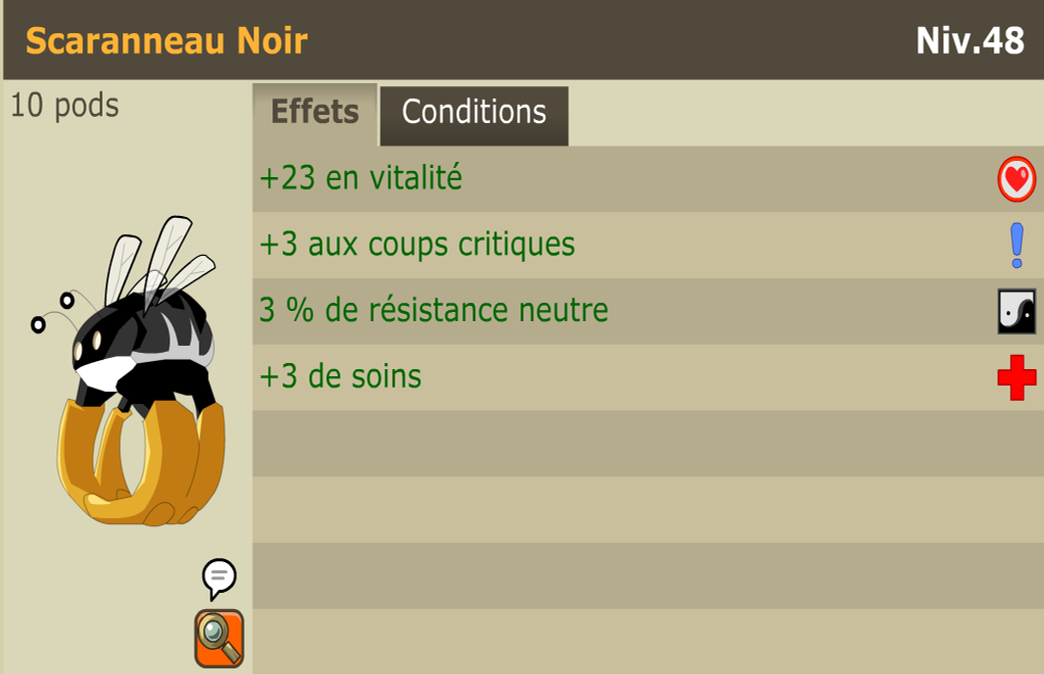 Scaranneau Noir
Niv.48
10 pods
Effets
Conditions
+23 en vitalité
+3 aux coups critiques
3 % de résistance neutre
+3 de soins